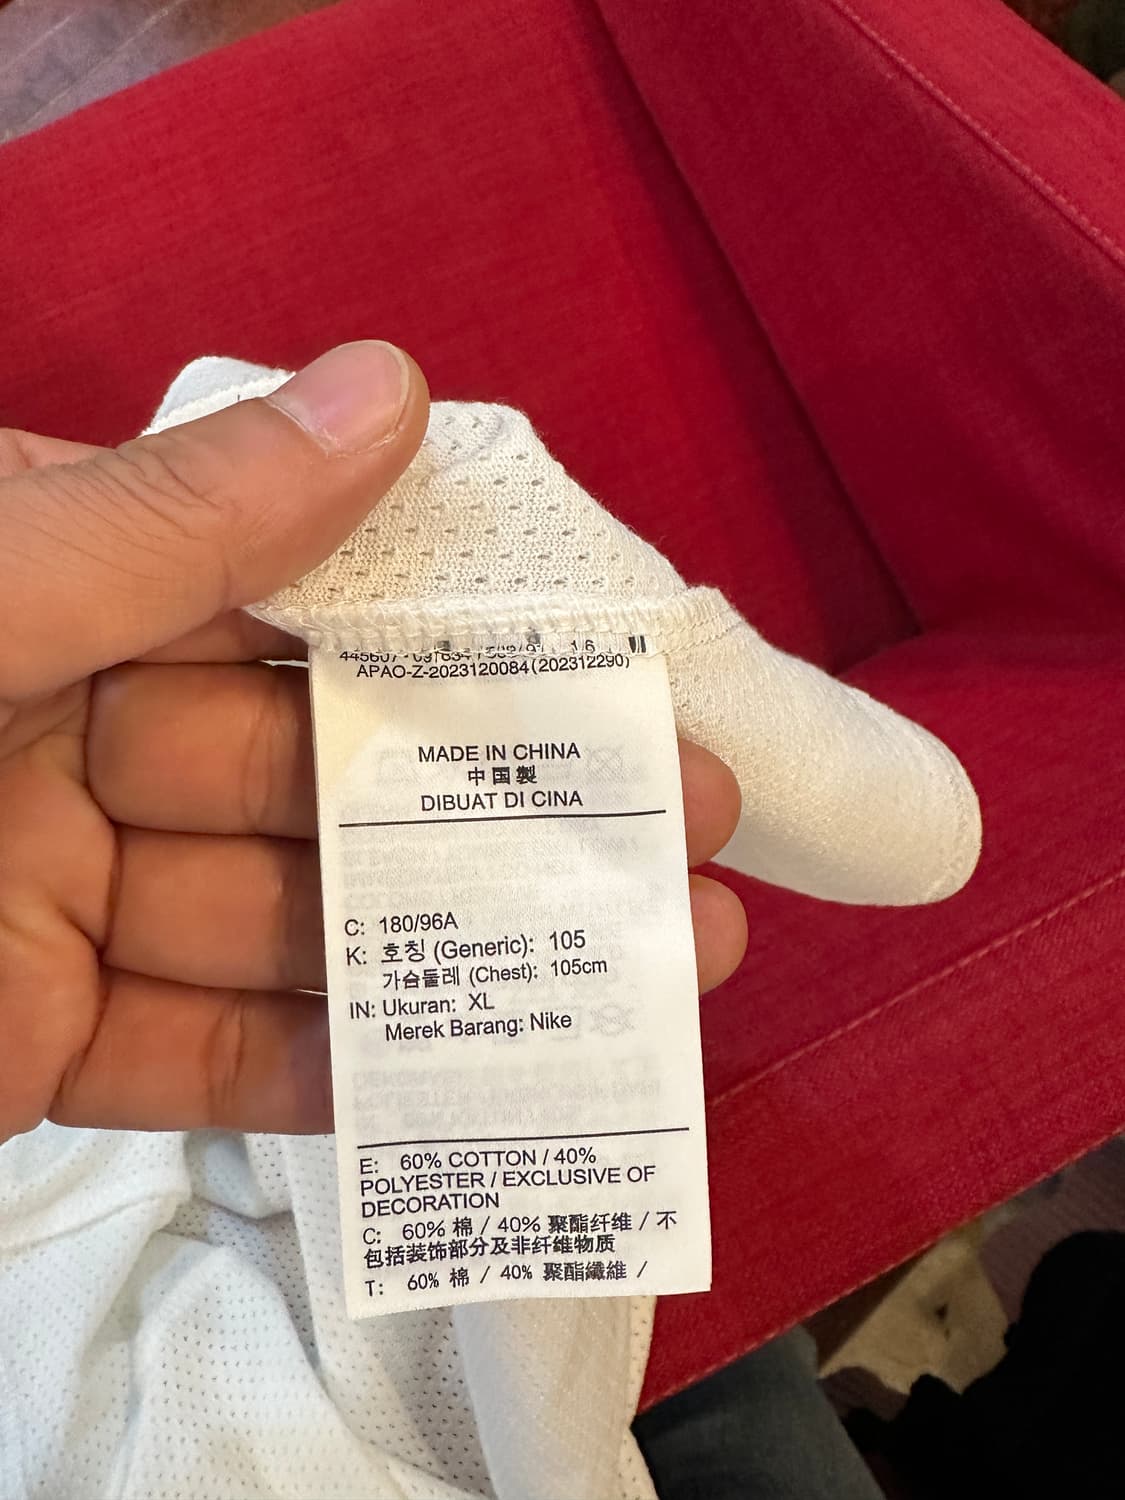 APAO-Z-2023120084(202312290)
MADE IN CHINA
中国製
DIBUAT DI CINA
C: 180/96A
K: 호칭 (Generic): 105
가슴둘레 (Chest): 105cm
IN: Ukuran: XL
Merek Barang: Nike
E: 60% COTTON / 40%
POLYESTER / EXCLUSIVE OF
DECORATION
C: 60% 棉 / 40% 聚酯纤维 / 不
包括装饰部分及非纤维物质
T: 60% 棉 / 40% 聚酯纖維 /